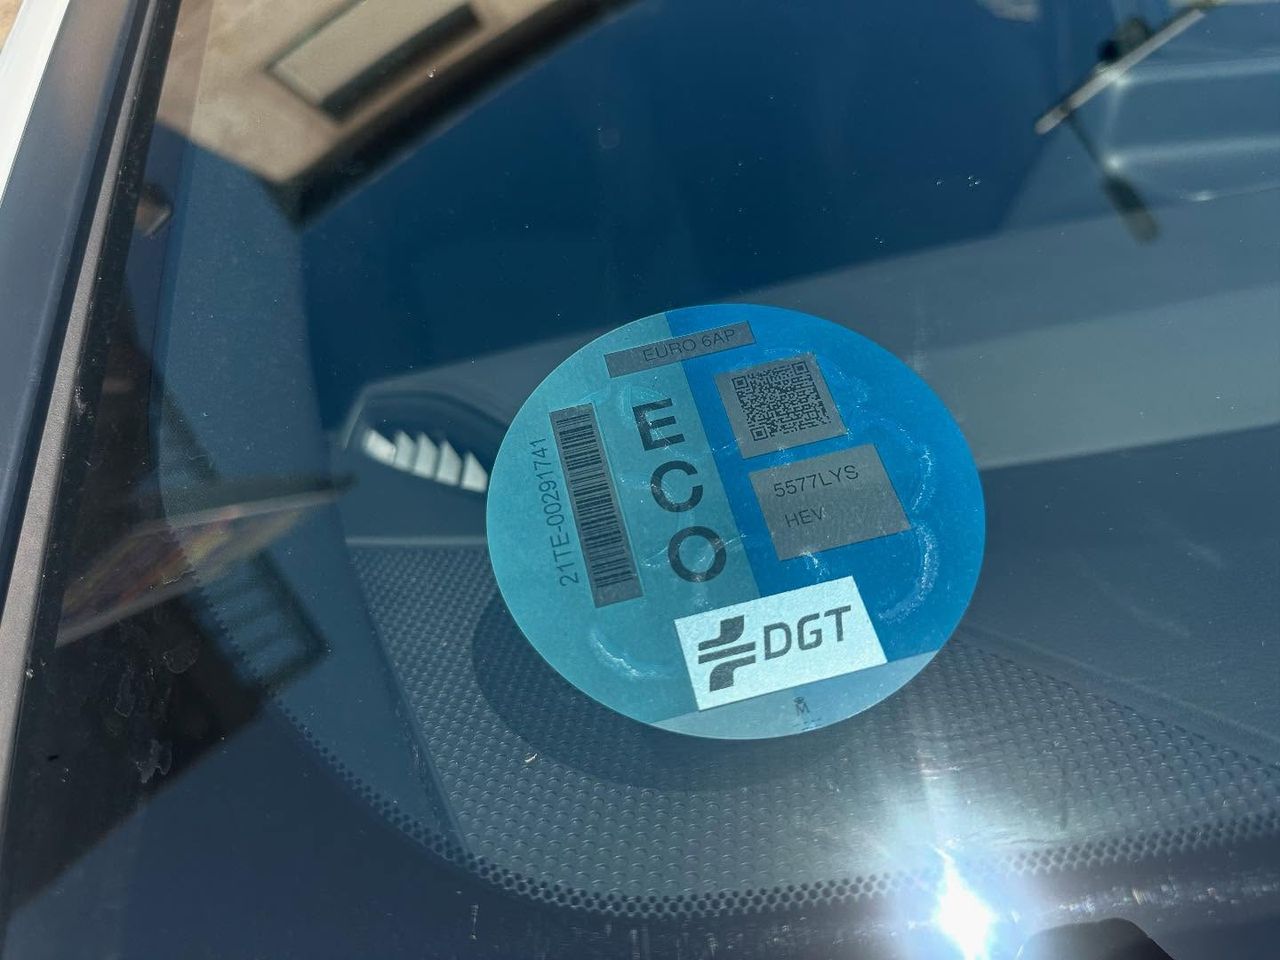 EURO 6AP
21TE-00291741
ECO
5577LYS
HEV
DGT
M